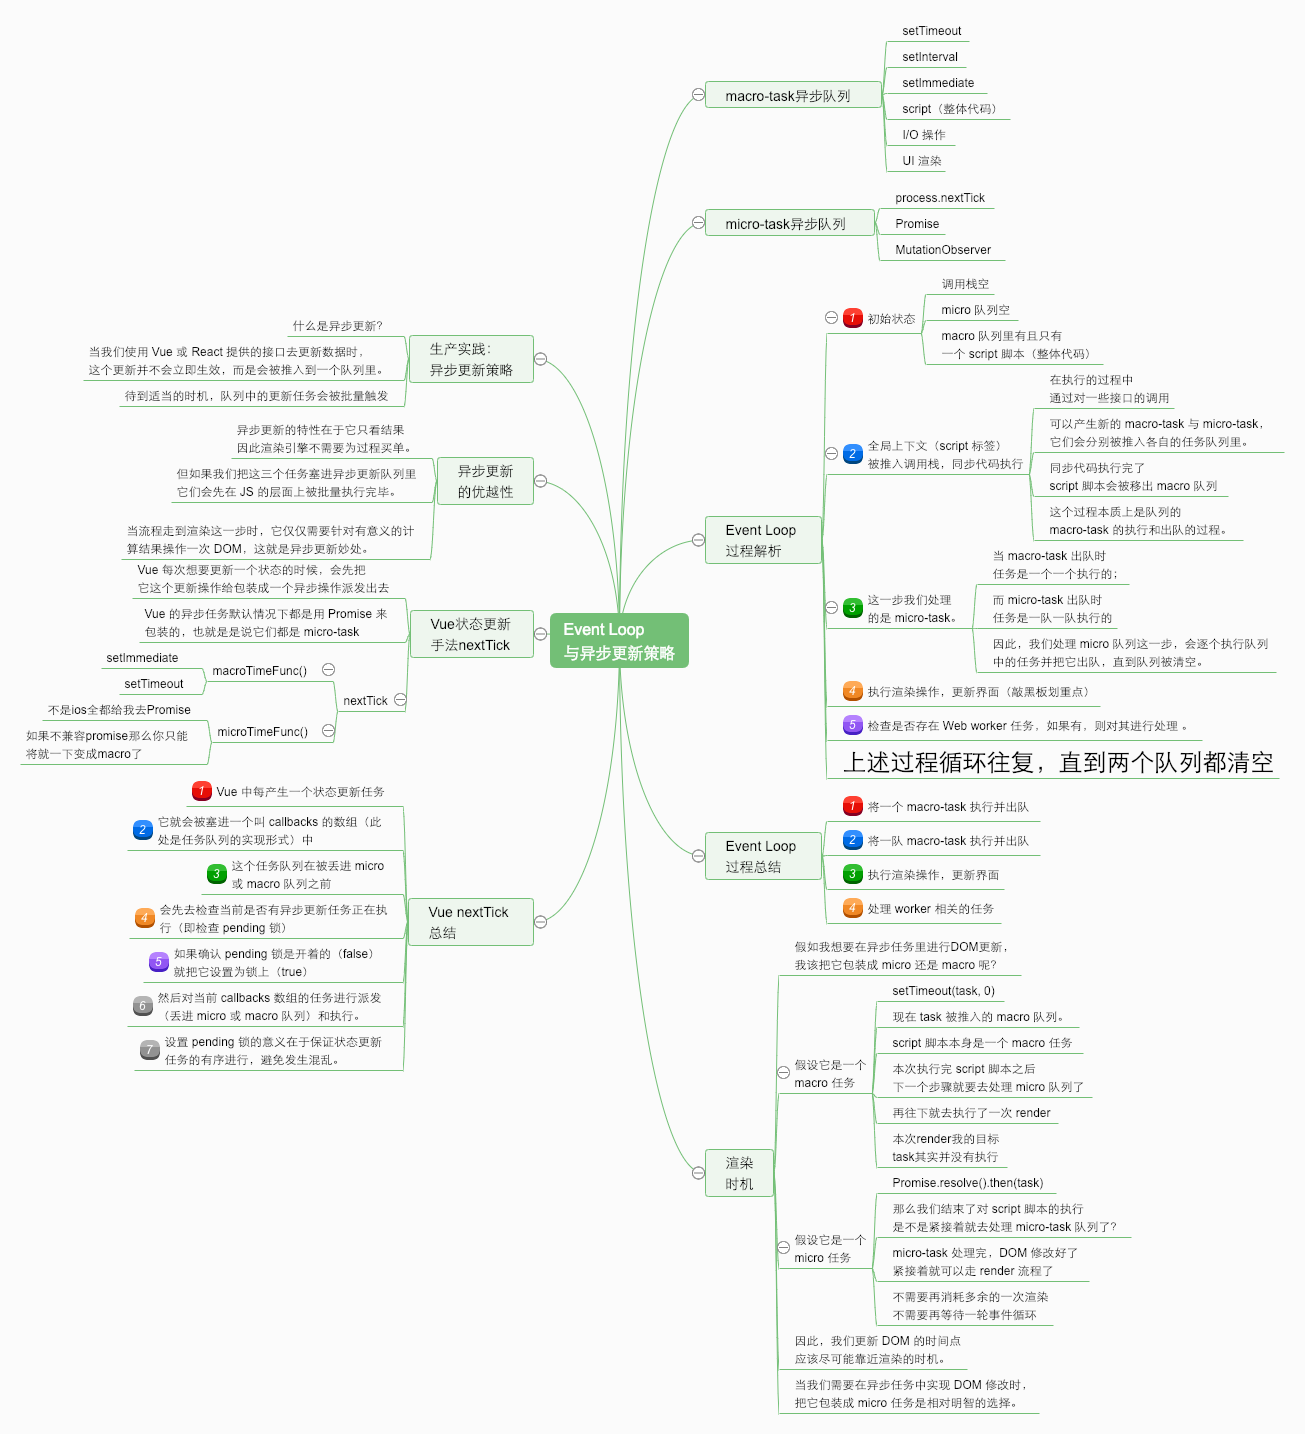 Event Loop
与异步更新策略
macro-task异步队列
setTimeout
setInterval
setImmediate
script（整体代码）
I/O 操作
UI 渲染
micro-task异步队列
process.nextTick
Promise
MutationObserver
Event Loop
过程解析
1 初始状态
调用栈空
micro 队列空
macro 队列里有且只有
一个 script 脚本（整体代码）
2 全局上下文（script 标签）
被推入调用栈，同步代码执行
在执行的过程中
通过对一些接口的调用
可以产生新的 macro-task 与 micro-task，
它们会分别被推入各自的任务队列里。
同步代码执行完了
script 脚本会被移出 macro 队列
这个过程本质上是队列的
macro-task 的执行和出队的过程。
3 这一步我们处理
的是 micro-task。
当 macro-task 出队时
任务是一个一个执行的；
而 micro-task 出队时
任务是一队一队执行的
因此，我们处理 micro 队列这一步，会逐个执行队列
中的任务并把它出队，直到队列被清空。
4 执行渲染操作，更新界面（敲黑板划重点）
5 检查是否存在 Web worker 任务，如果有，则对其进行处理 。
上述过程循环往复，直到两个队列都清空
Event Loop
过程总结
1 将一个 macro-task 执行并出队
2 将一队 macro-task 执行并出队
3 执行渲染操作，更新界面
4 处理 worker 相关的任务
渲染
时机
假如我想要在异步任务里进行DOM更新，
我该把它包装成 micro 还是 macro 呢？
假设它是一个
macro 任务
setTimeout(task, 0)
现在 task 被推入的 macro 队列。
script 脚本本身是一个 macro 任务
本次执行完 script 脚本之后
下一个步骤就要去处理 micro 队列了
再往下就去执行了一次 render
本次render我的目标
task其实并没有执行
假设它是一个
micro 任务
Promise.resolve().then(task)
那么我们结束了对 script 脚本的执行
是不是紧接着就去处理 micro-task 队列了？
micro-task 处理完，DOM 修改好了
紧接着就可以走 render 流程了
不需要再消耗多余的一次渲染
不需要再等待一轮事件循环
因此，我们更新 DOM 的时间点
应该尽可能靠近渲染的时机。
当我们需要在异步任务中实现 DOM 修改时，
把它包装成 micro 任务是相对明智的选择。
生产实践：
异步更新策略
什么是异步更新？
当我们使用 Vue 或 React 提供的接口去更新数据时，
这个更新并不会立即生效，而是会被推入到一个队列里。
待到适当的时机，队列中的更新任务会被批量触发
异步更新
的优越性
异步更新的特性在于它只看结果
因此渲染引擎不需要为过程买单。
但如果我们把这三个任务塞进异步更新队列里
它们会先在 JS 的层面上被批量执行完毕。
当流程走到渲染这一步时，它仅仅需要针对有意义的计
算结果操作一次 DOM，这就是异步更新妙处。
Vue状态更新
手法nextTick
Vue 每次想要更新一个状态的时候，会先把
它这个更新操作给包装成一个异步操作派发出去
Vue 的异步任务默认情况下都是用 Promise 来
包装的，也就是是说它们都是 micro-task
nextTick
macroTimeFunc()
setImmediate
setTimeout
microTimeFunc()
不是ios全都给我去Promise
如果不兼容promise那么你只能
将就一下变成macro了
Vue nextTick
总结
1 Vue 中每产生一个状态更新任务
2 它就会被塞进一个叫 callbacks 的数组（此
处是任务队列的实现形式）中
3 这个任务队列在被丢进 micro
或 macro 队列之前
4 会先去检查当前是否有异步更新任务正在执
行（即检查 pending 锁）
5 如果确认 pending 锁是开着的（false）
就把它设置为锁上（true）
6 然后对当前 callbacks 数组的任务进行派发
（丢进 micro 或 macro 队列）和执行。
7 设置 pending 锁的意义在于保证状态更新
任务的有序进行，避免发生混乱。